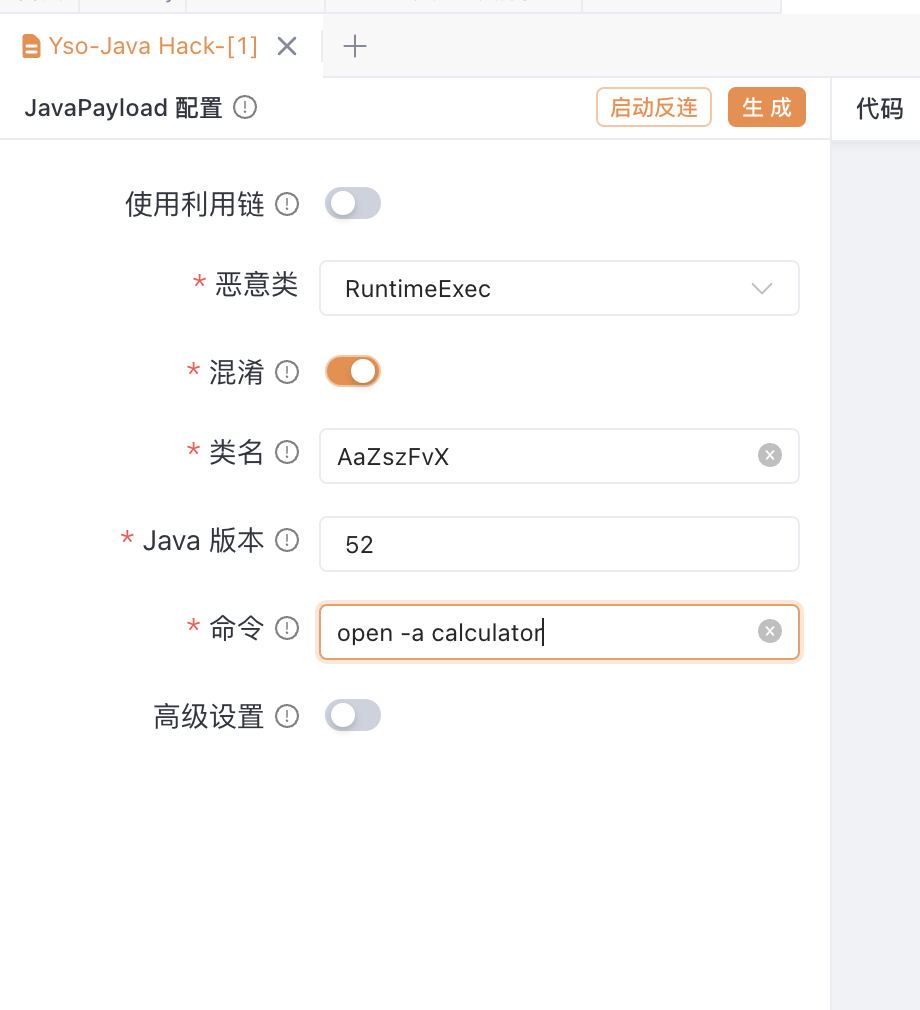 Yso-Java Hack-[1]
JavaPayload 配置 启动反连 生 成 代码
使用利用链
* 恶意类 RuntimeExec
* 混淆
* 类名 AaZszFvX
* Java 版本 52
* 命令 open -a calculator
高级设置